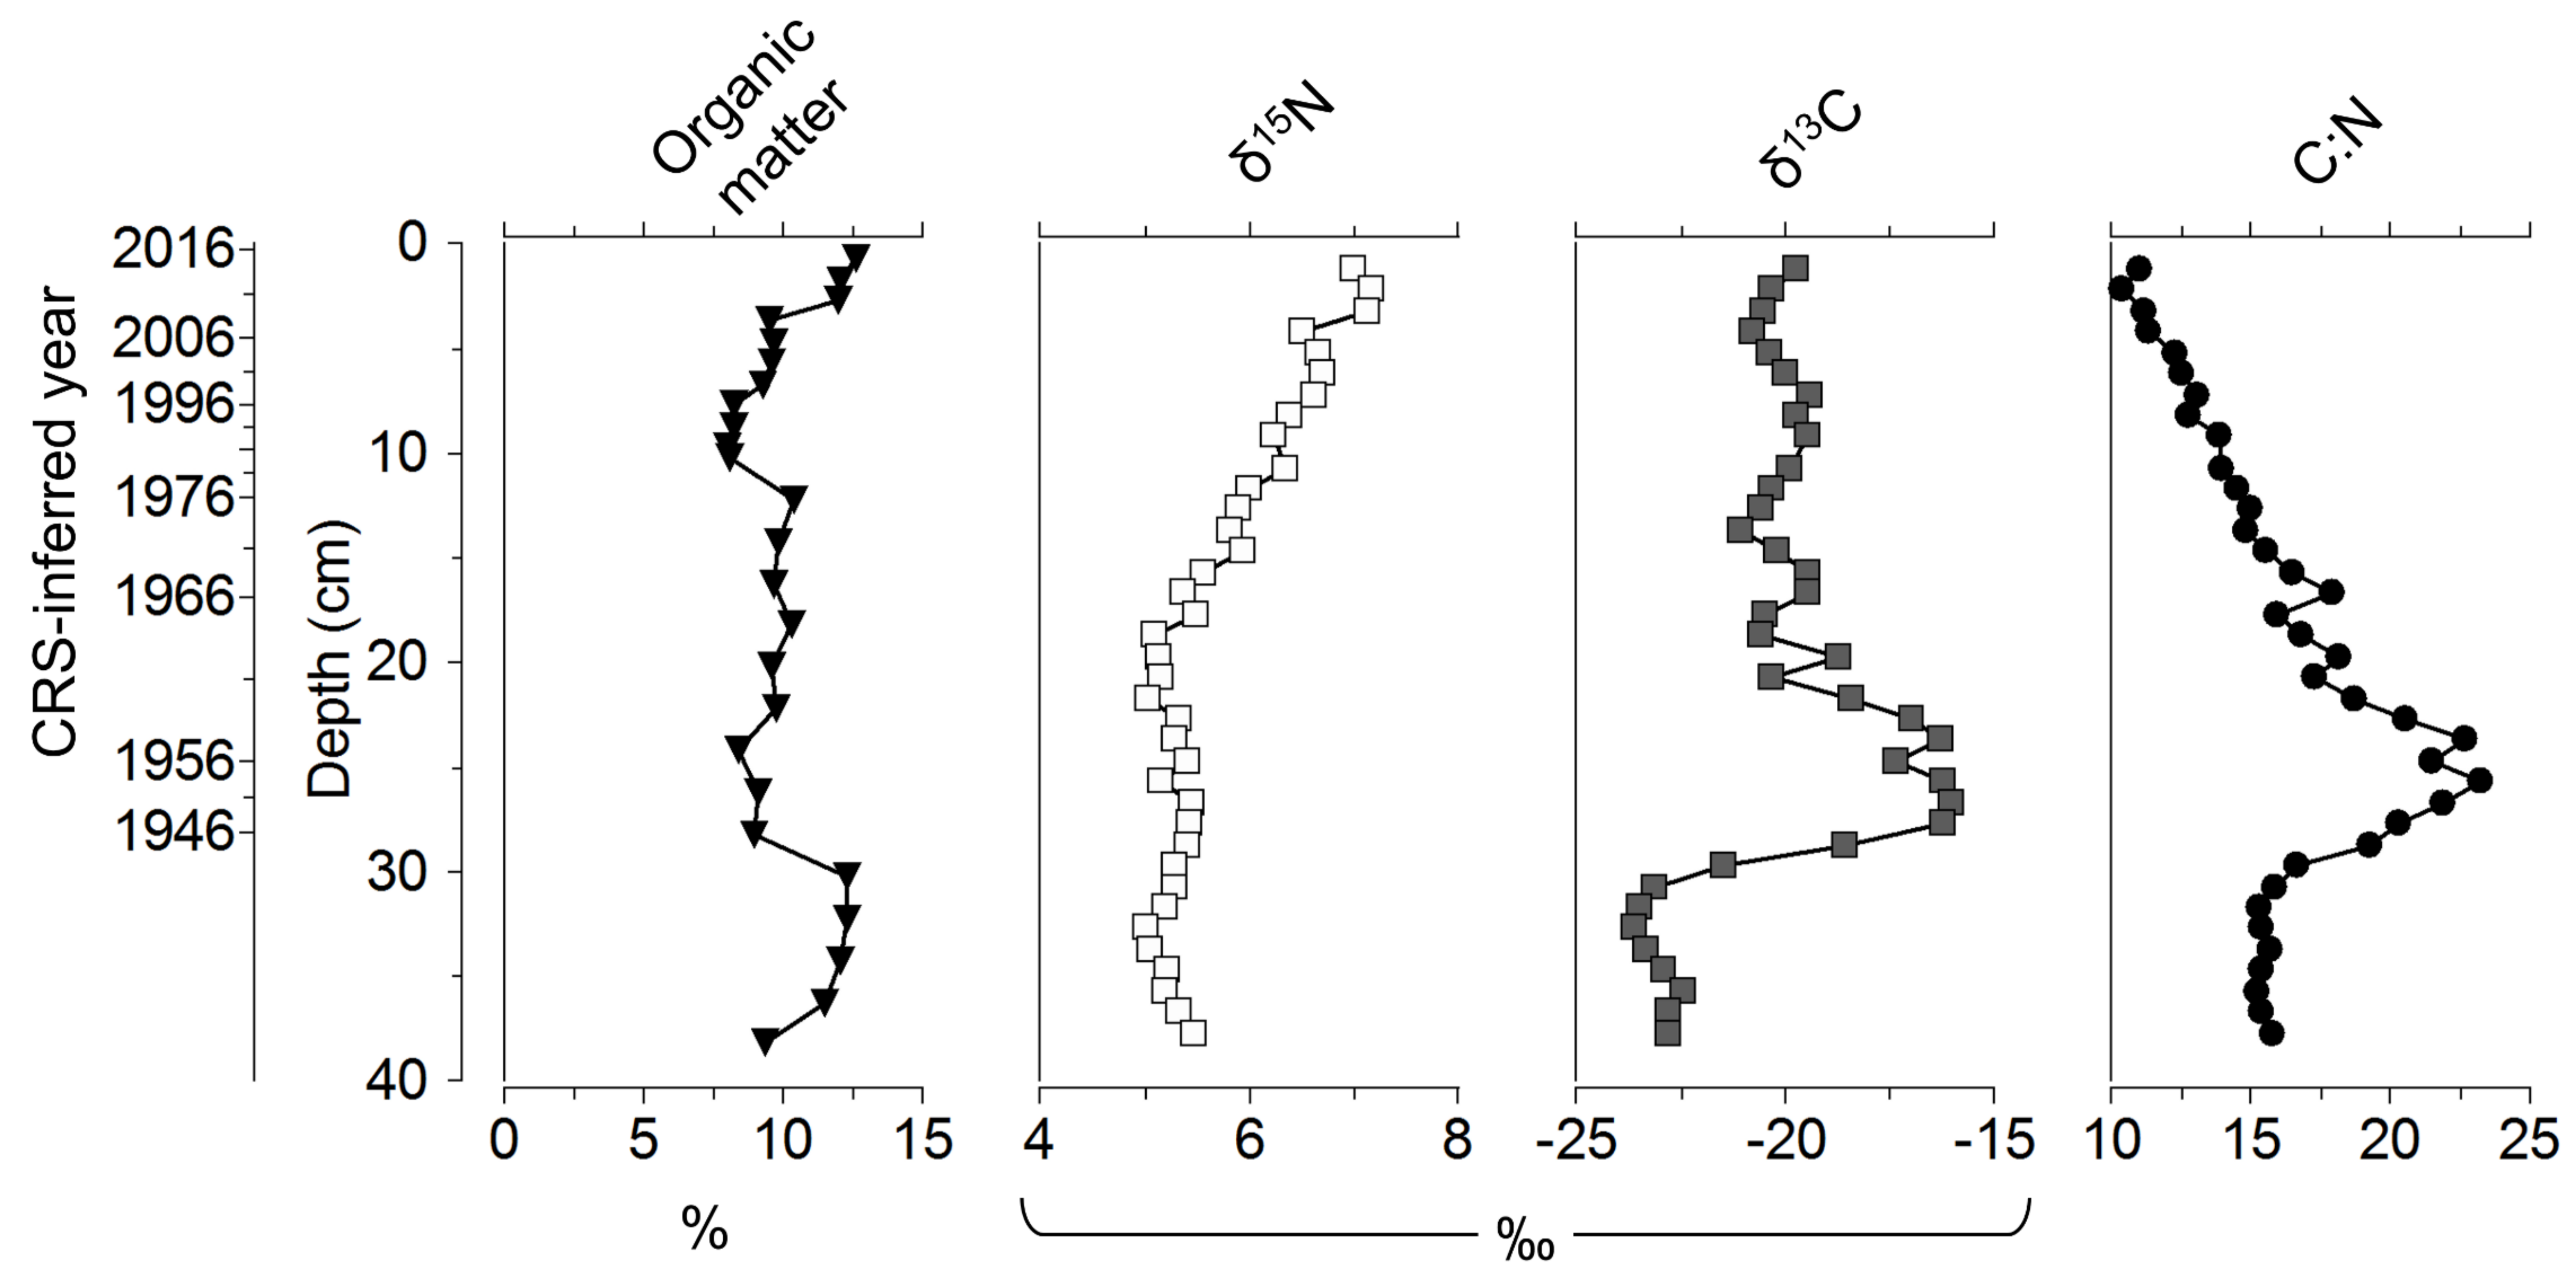 Organic
matter
δ¹⁵N
δ¹³C
C:N
CRS-inferred year
2016
2006
1996
1976
1966
1956
1946
Depth (cm)
0
10
20
30
40
0 5 10 15
4 6 8
-25 -20 -15
10 15 20 25
%
‰